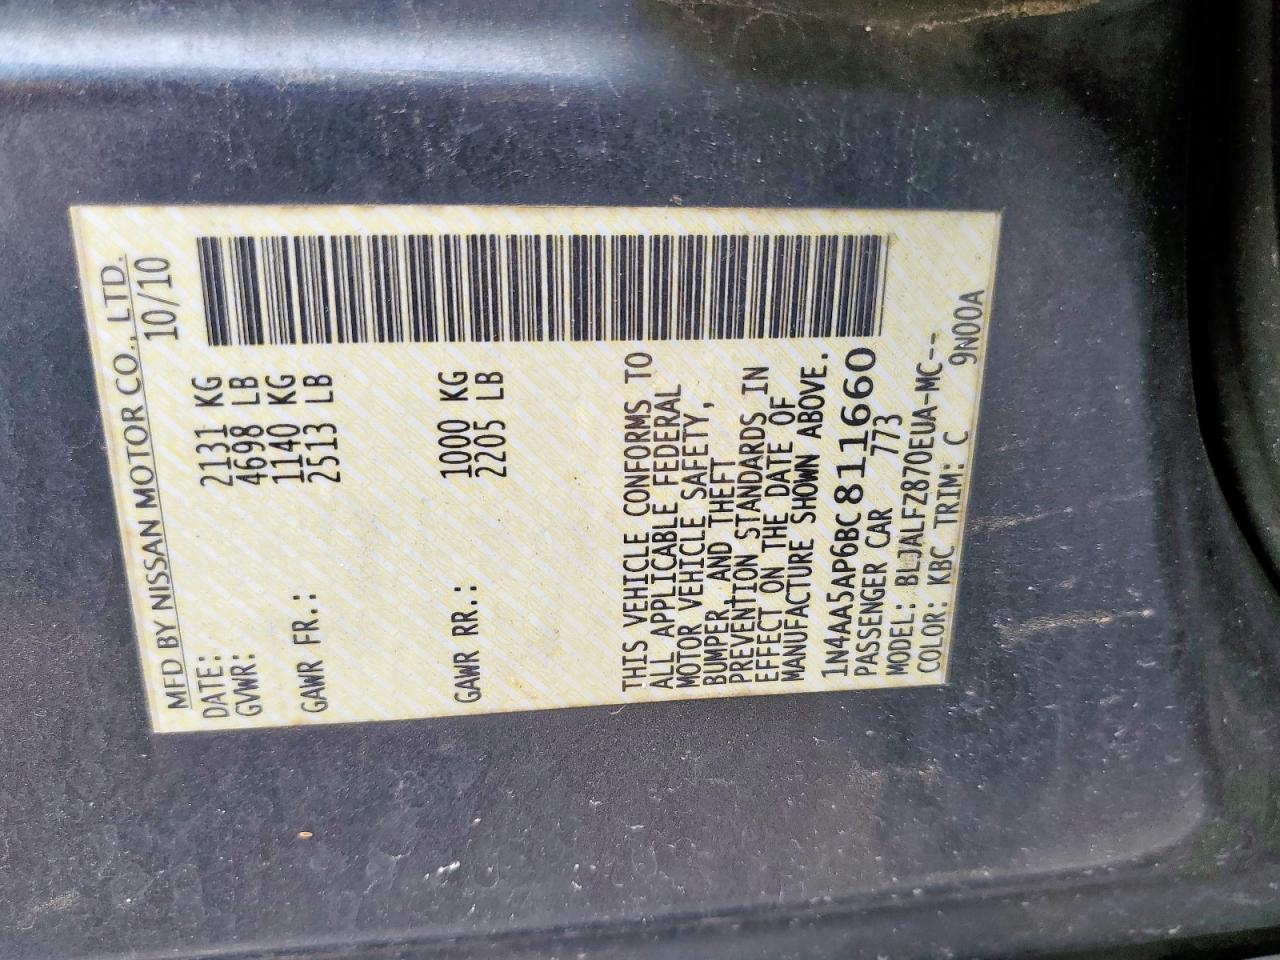 MFD BY NISSAN MOTOR CO., LTD.
DATE: 10/10
GVWR: 2131 KG
4698 LB
GAWR FR.: 1140 KG
2513 LB
GAWR RR.: 1000 KG
2205 LB
THIS VEHICLE CONFORMS TO
ALL APPLICABLE FEDERAL
MOTOR VEHICLE SAFETY,
BUMPER, AND THEFT
PREVENTION STANDARDS IN
EFFECT ON THE DATE OF
MANUFACTURE SHOWN ABOVE.
1N4AA5AP6BC811660
PASSENGER CAR 773
MODEL: BLJALFZ870EUA-MC--
COLOR: KBC TRIM: C 9N00A